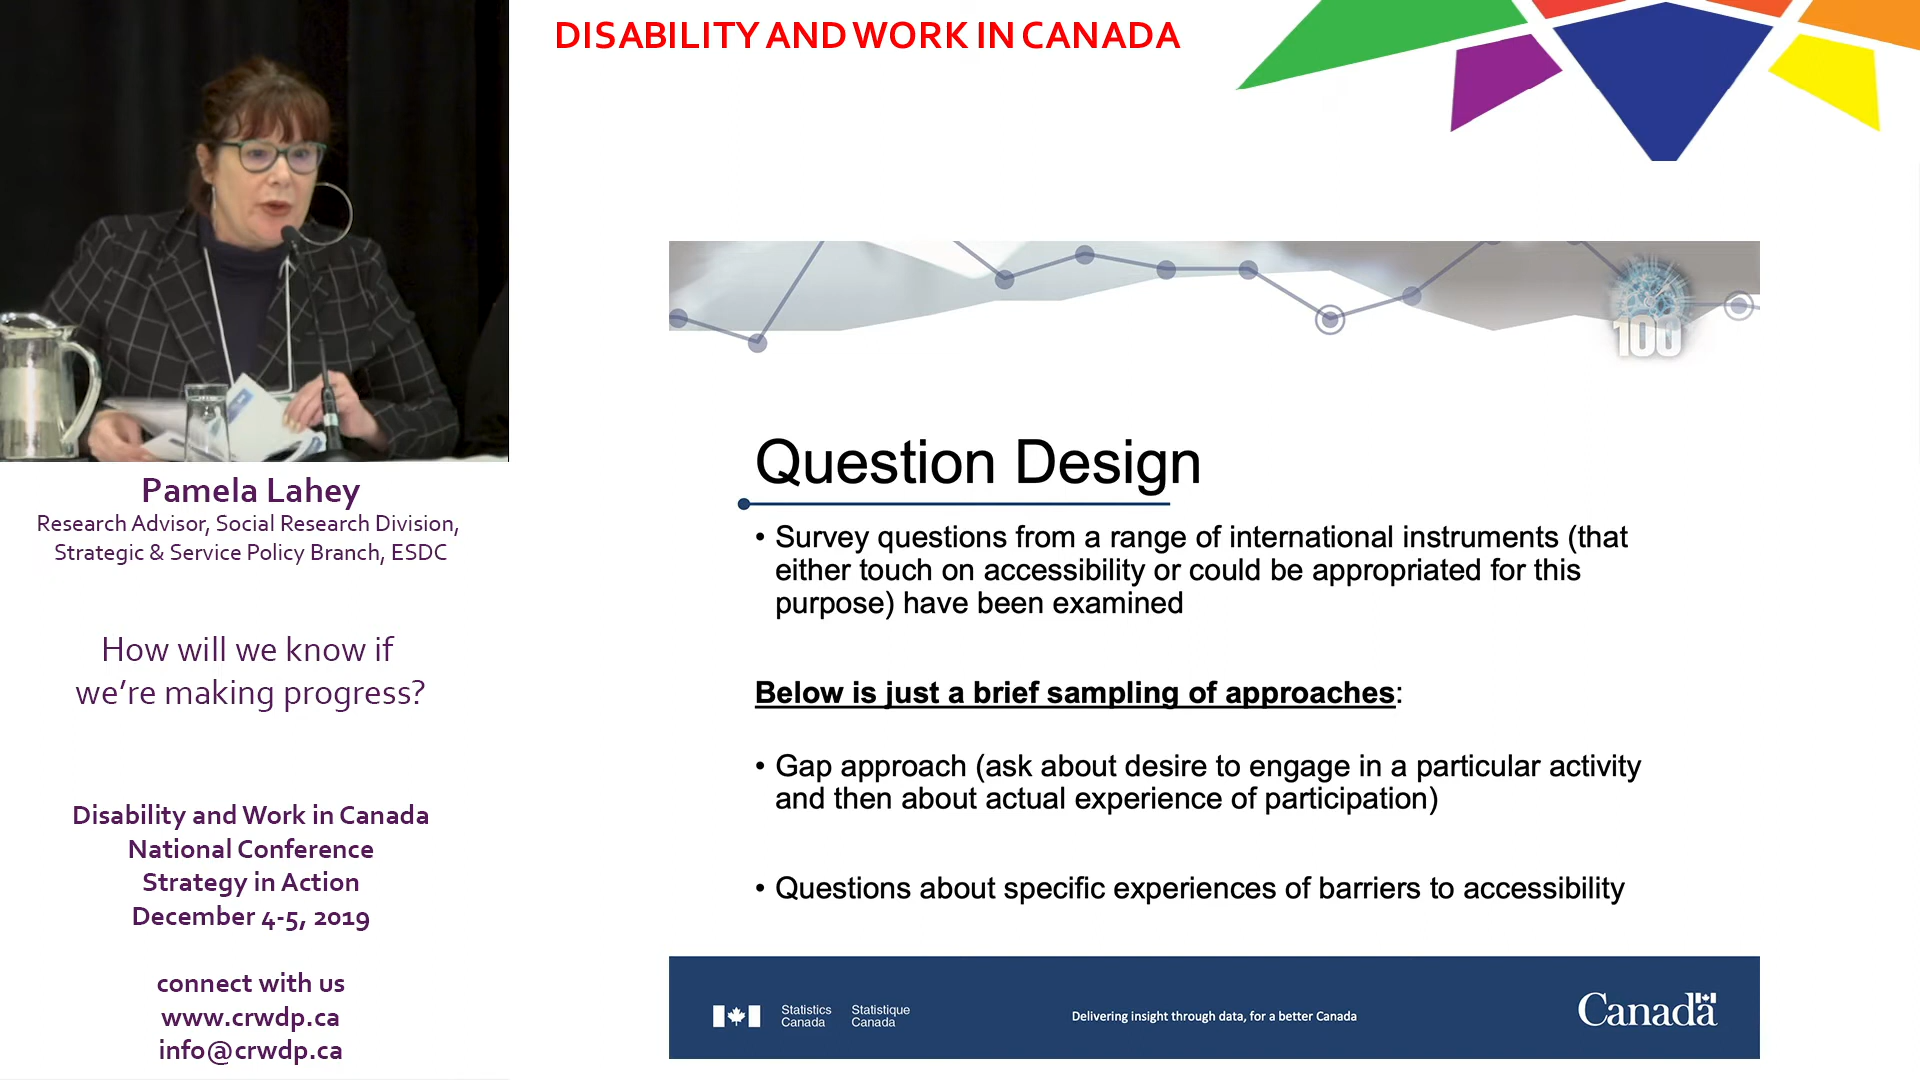 DISABILITY AND WORK IN CANADA
100
Pamela Lahey
Research Advisor, Social Research Division,
Strategic & Service Policy Branch, ESDC
How will we know if
we're making progress?
Disability and Work in Canada
National Conference
Strategy in Action
December 4-5, 2019
connect with us
www.crwdp.ca
info@crwdp.ca
Question Design
• Survey questions from a range of international instruments (that
either touch on accessibility or could be appropriated for this
purpose) have been examined
Below is just a brief sampling of approaches:
• Gap approach (ask about desire to engage in a particular activity
and then about actual experience of participation)
• Questions about specific experiences of barriers to accessibility
Statistics Canada
Statistique Canada
Delivering insight through data, for a better Canada
Canada